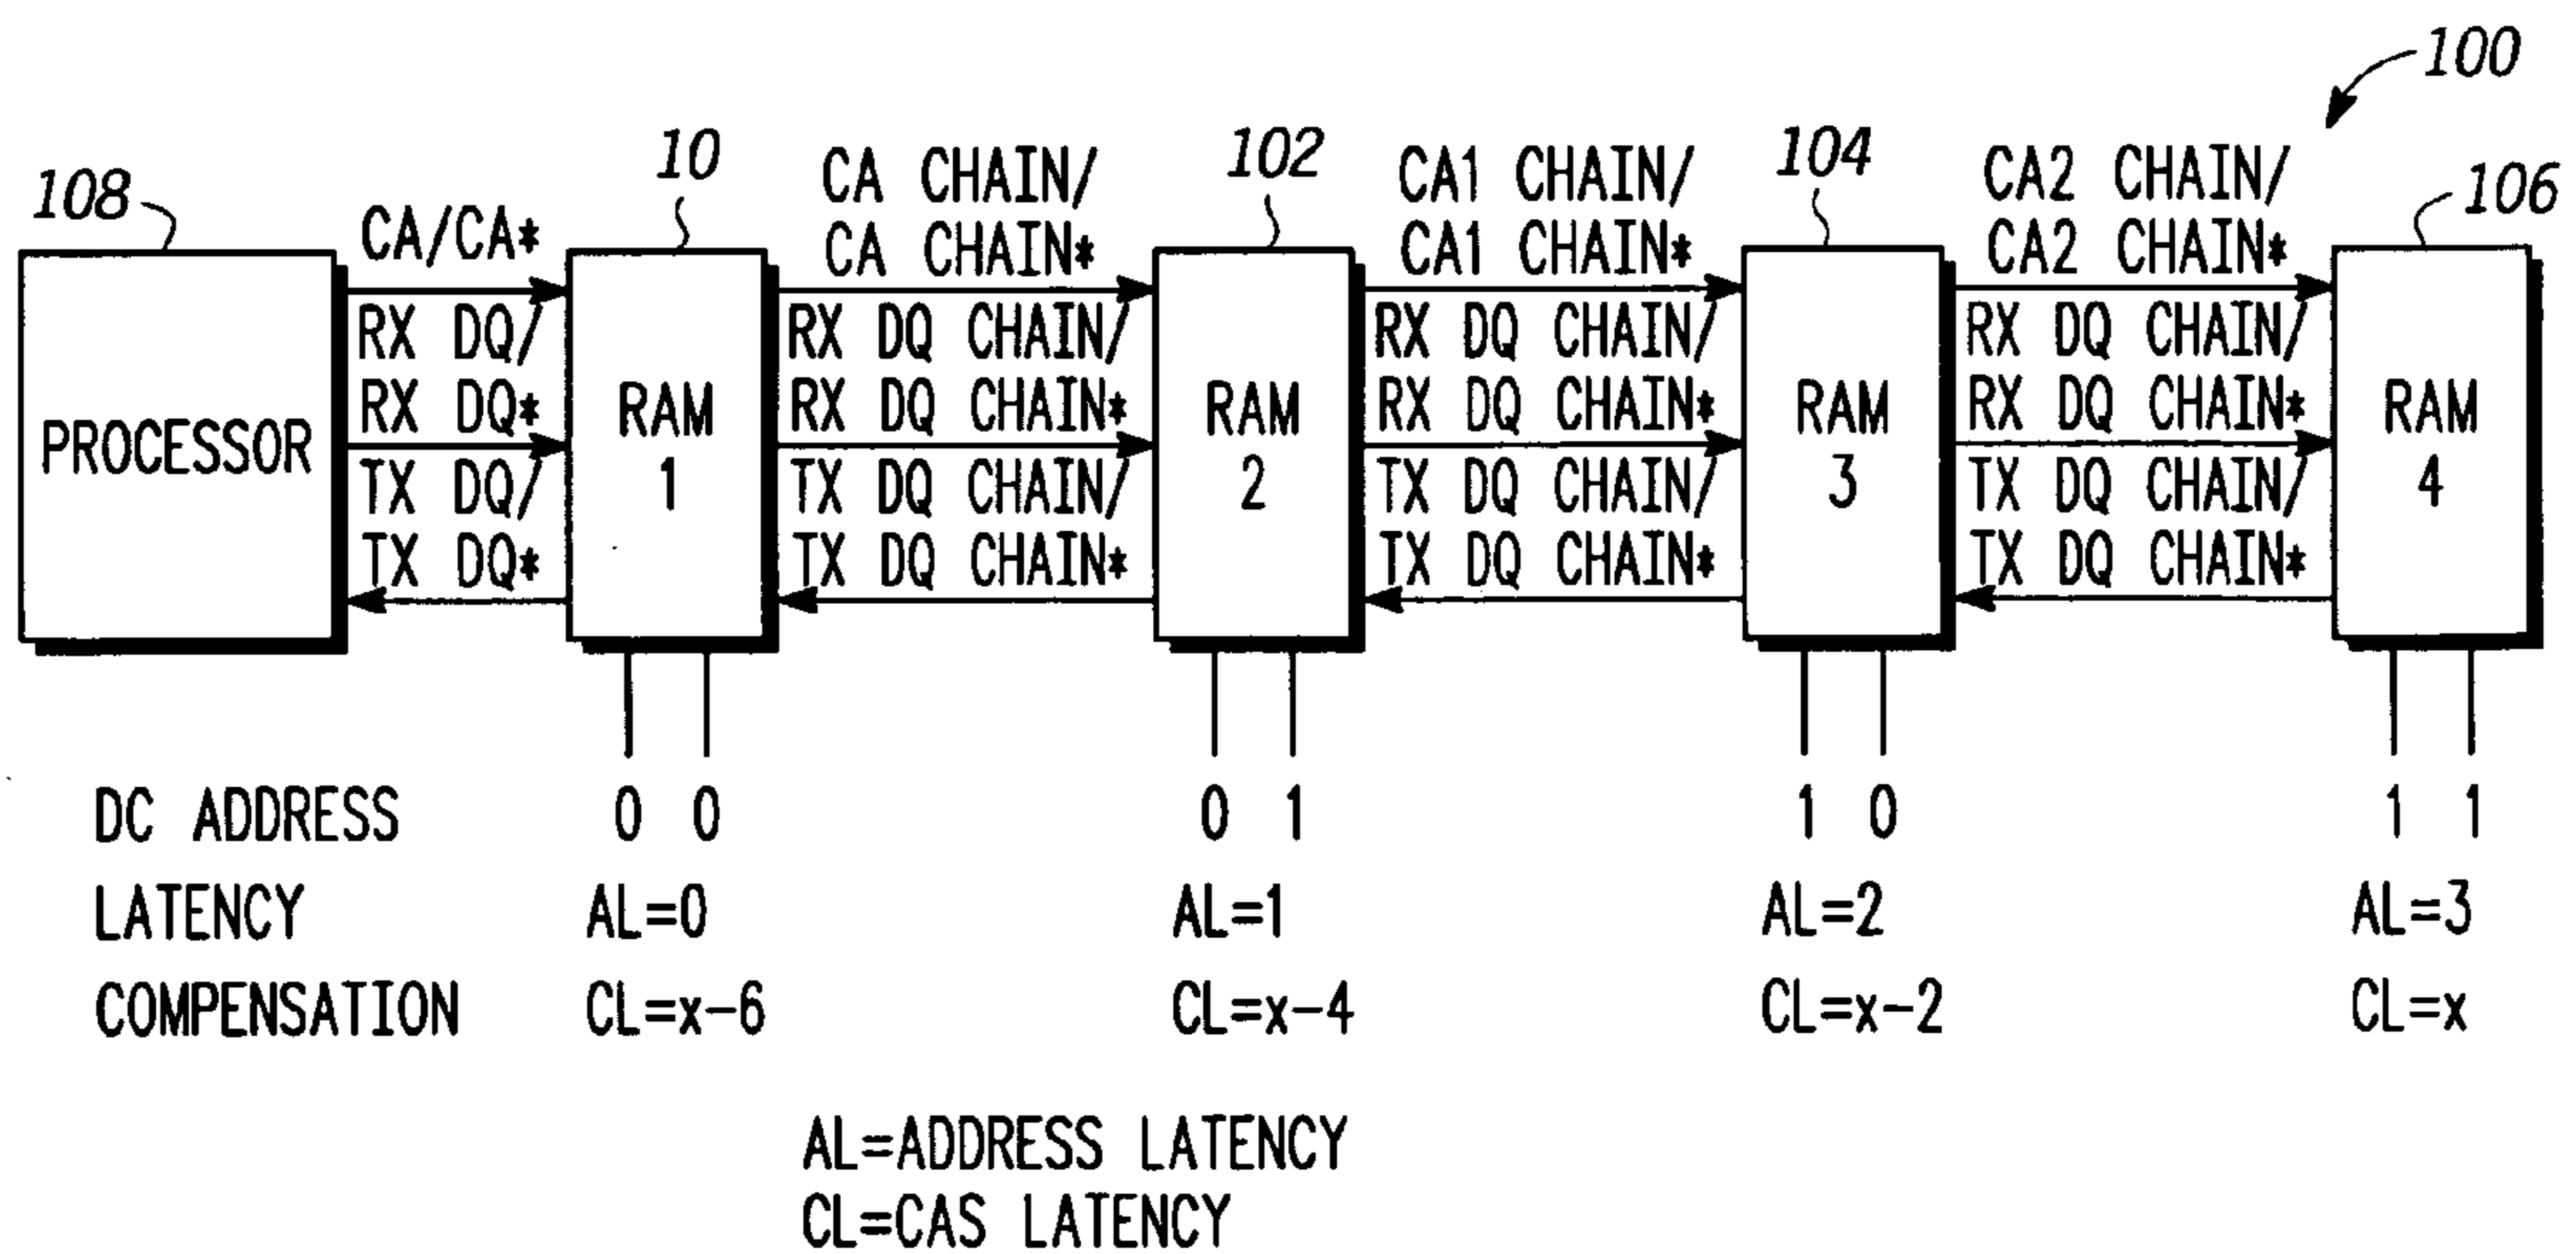 100
108
10
102
104
106
CA/CA*
RX DQ/
RX DQ*
TX DQ/
TX DQ*
CA CHAIN/
CA CHAIN*
RX DQ CHAIN/
RX DQ CHAIN*
TX DQ CHAIN/
TX DQ CHAIN*
CA1 CHAIN/
CA1 CHAIN*
RX DQ CHAIN/
RX DQ CHAIN*
TX DQ CHAIN/
TX DQ CHAIN*
CA2 CHAIN/
CA2 CHAIN*
RX DQ CHAIN/
RX DQ CHAIN*
TX DQ CHAIN/
TX DQ CHAIN*
PROCESSOR
RAM
1
RAM
2
RAM
3
RAM
4
DC ADDRESS 0 0 0 1 1 0 1 1
LATENCY AL=0 AL=1 AL=2 AL=3
COMPENSATION CL=x-6 CL=x-4 CL=x-2 CL=x
AL=ADDRESS LATENCY
CL=CAS LATENCY